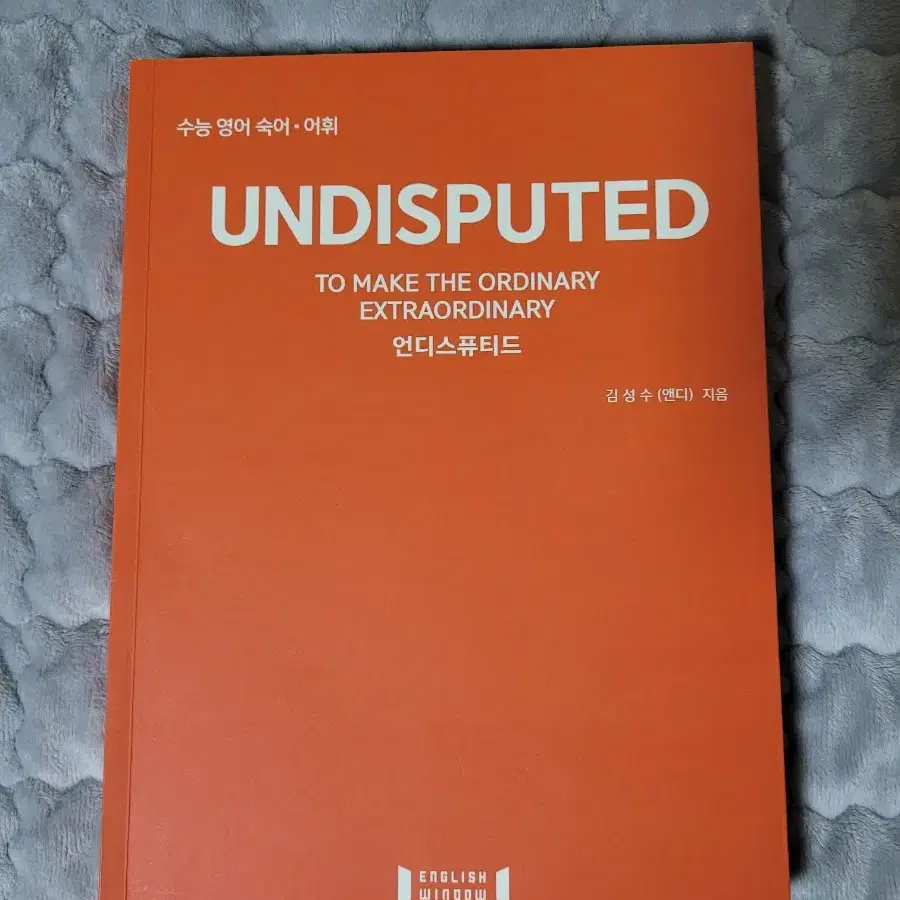 수능 영어 숙어 • 어휘
UNDISPUTED
TO MAKE THE ORDINARY
EXTRAORDINARY
언디스퓨티드
김성수 (앤디) 지음
ENGLISH
WINDOW